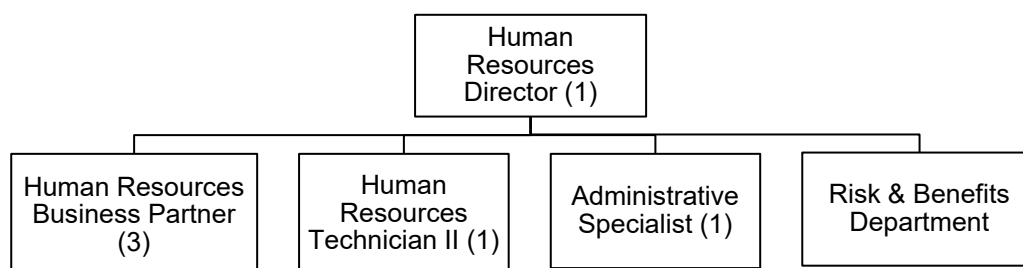 Human
Resources
Director (1)
Human Resources
Business Partner
(3)
Human
Resources
Technician II (1)
Administrative
Specialist (1)
Risk & Benefits
Department